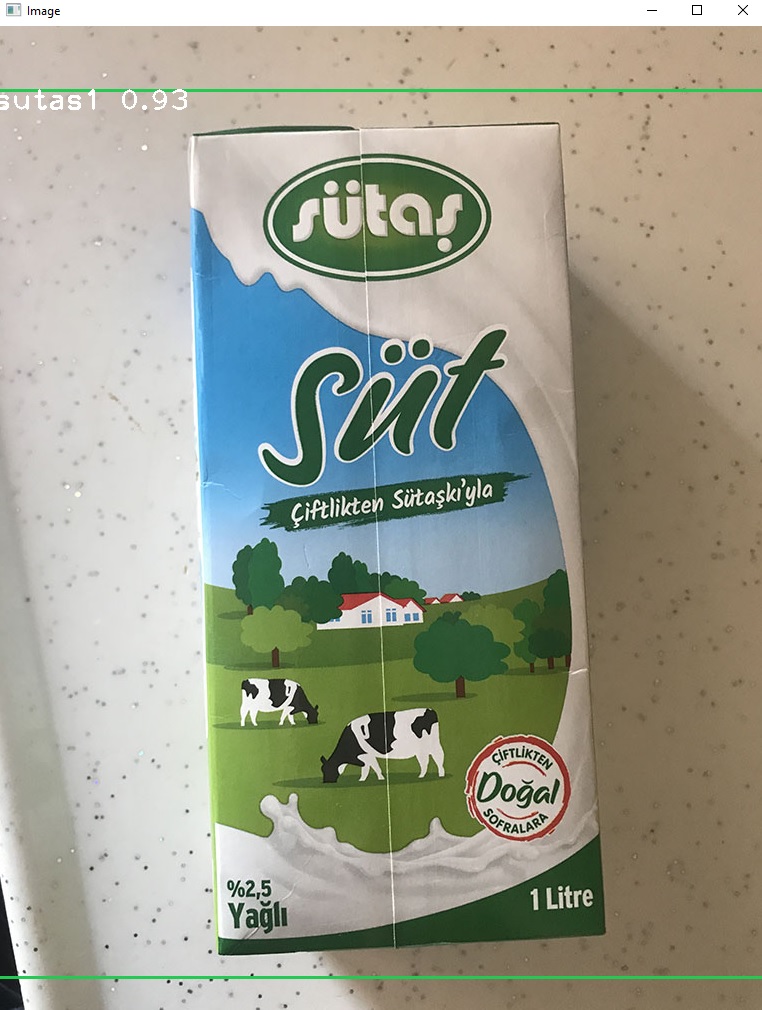 Image
sutas1 0.93
sütaş
Süt
Çiftlikten Sütaşkı'yla
ÇİFTLİKTEN
Doğal
SOFRALARA
%2,5
Yağlı
1 Litre